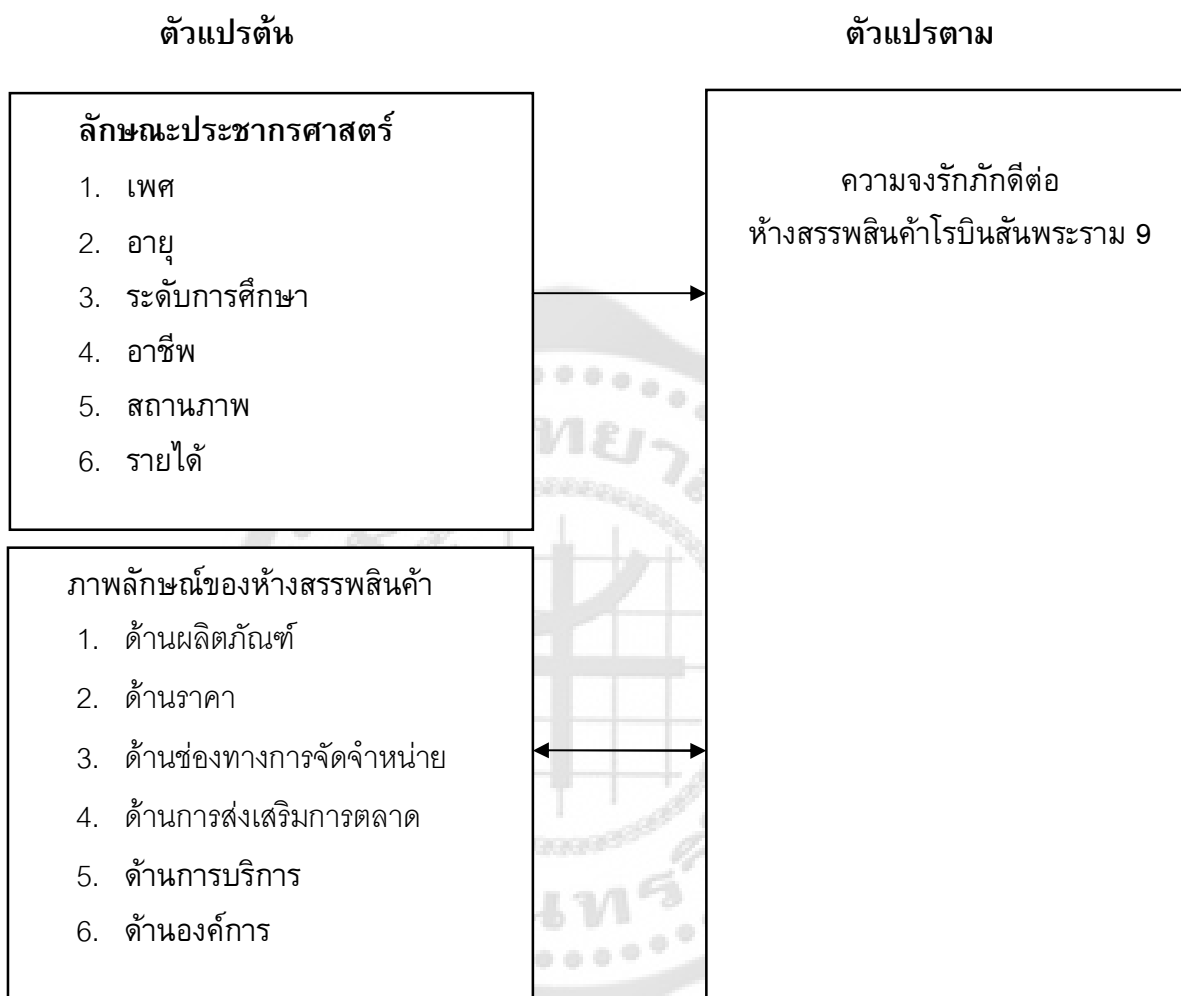 ตัวแปรต้น
ตัวแปรตาม
ลักษณะประชากรศาสตร์
1. เพศ
2. อายุ
3. ระดับการศึกษา
4. อาชีพ
5. สถานภาพ
6. รายได้
ภาพลักษณ์ของห้างสรรพสินค้า
1. ด้านผลิตภัณฑ์
2. ด้านราคา
3. ด้านช่องทางการจัดจำหน่าย
4. ด้านการส่งเสริมการตลาด
5. ด้านการบริการ
6. ด้านองค์การ
ความจงรักภักดีต่อ
ห้างสรรพสินค้าโรบินสันพระราม 9